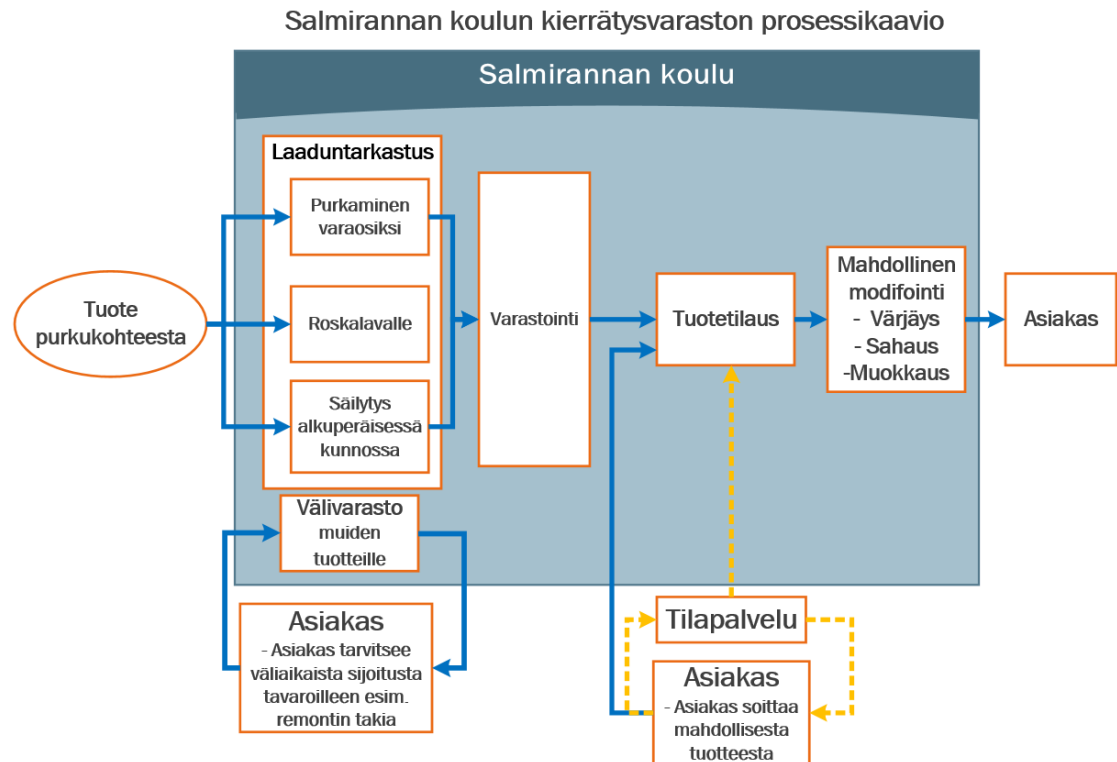 Salmirannan koulun kierrätysvaraston prosessikaavio
Salmirannan koulu
Laaduntarkastus
Purkaminen
varaosiksi
Tuote
purkukohteesta
Roskalavalle
Säilytys
alkuperäisessä
kunnossa
Varastointi
Tuotetilaus
Mahdollinen
modifointi
- Värjäys
- Sahaus
-Muokkaus
Asiakas
Välivarasto
muiden
tuotteille
Asiakas
- Asiakas tarvitsee
väliaikaista sijoitusta
tavaroilleen esim.
remontin takia
Tilapalvelu
Asiakas
- Asiakas soittaa
mahdollisesta
tuotteesta